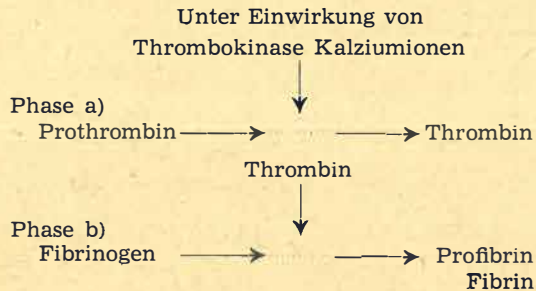 Unter Einwirkung von
Thrombokinase Kalziumionen
Phase a)
Prothrombin Thrombin
Thrombin
Phase b)
Fibrinogen Profibrin
Fibrin